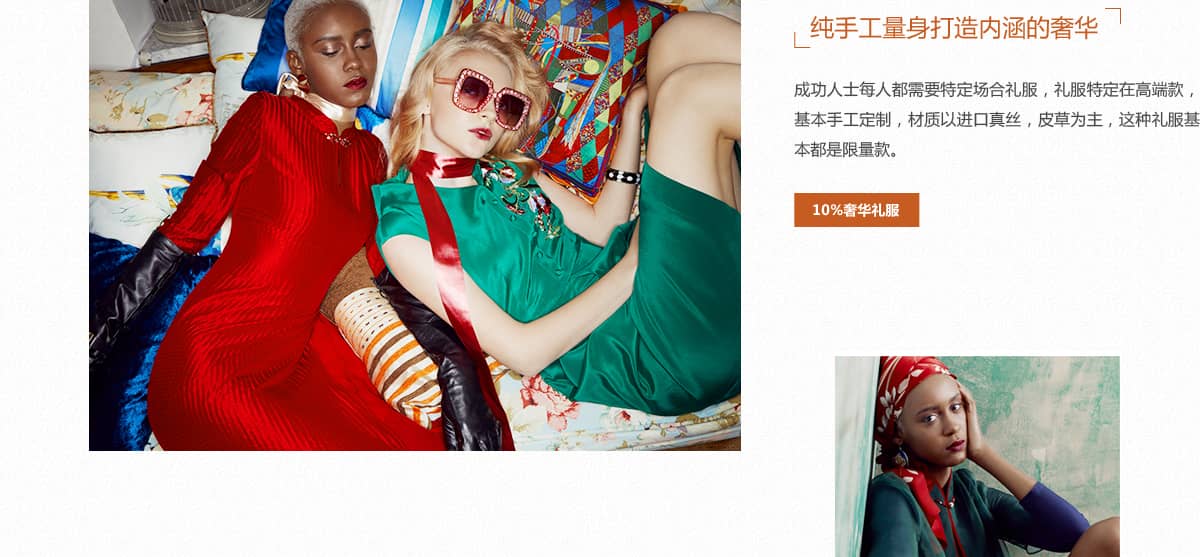 纯手工量身打造内涵的奢华
成功人士每人都需要特定场合礼服，礼服特定在高端款，
基本手工定制，材质以进口真丝，皮草为主，这种礼服基
本都是限量款。
10%奢华礼服